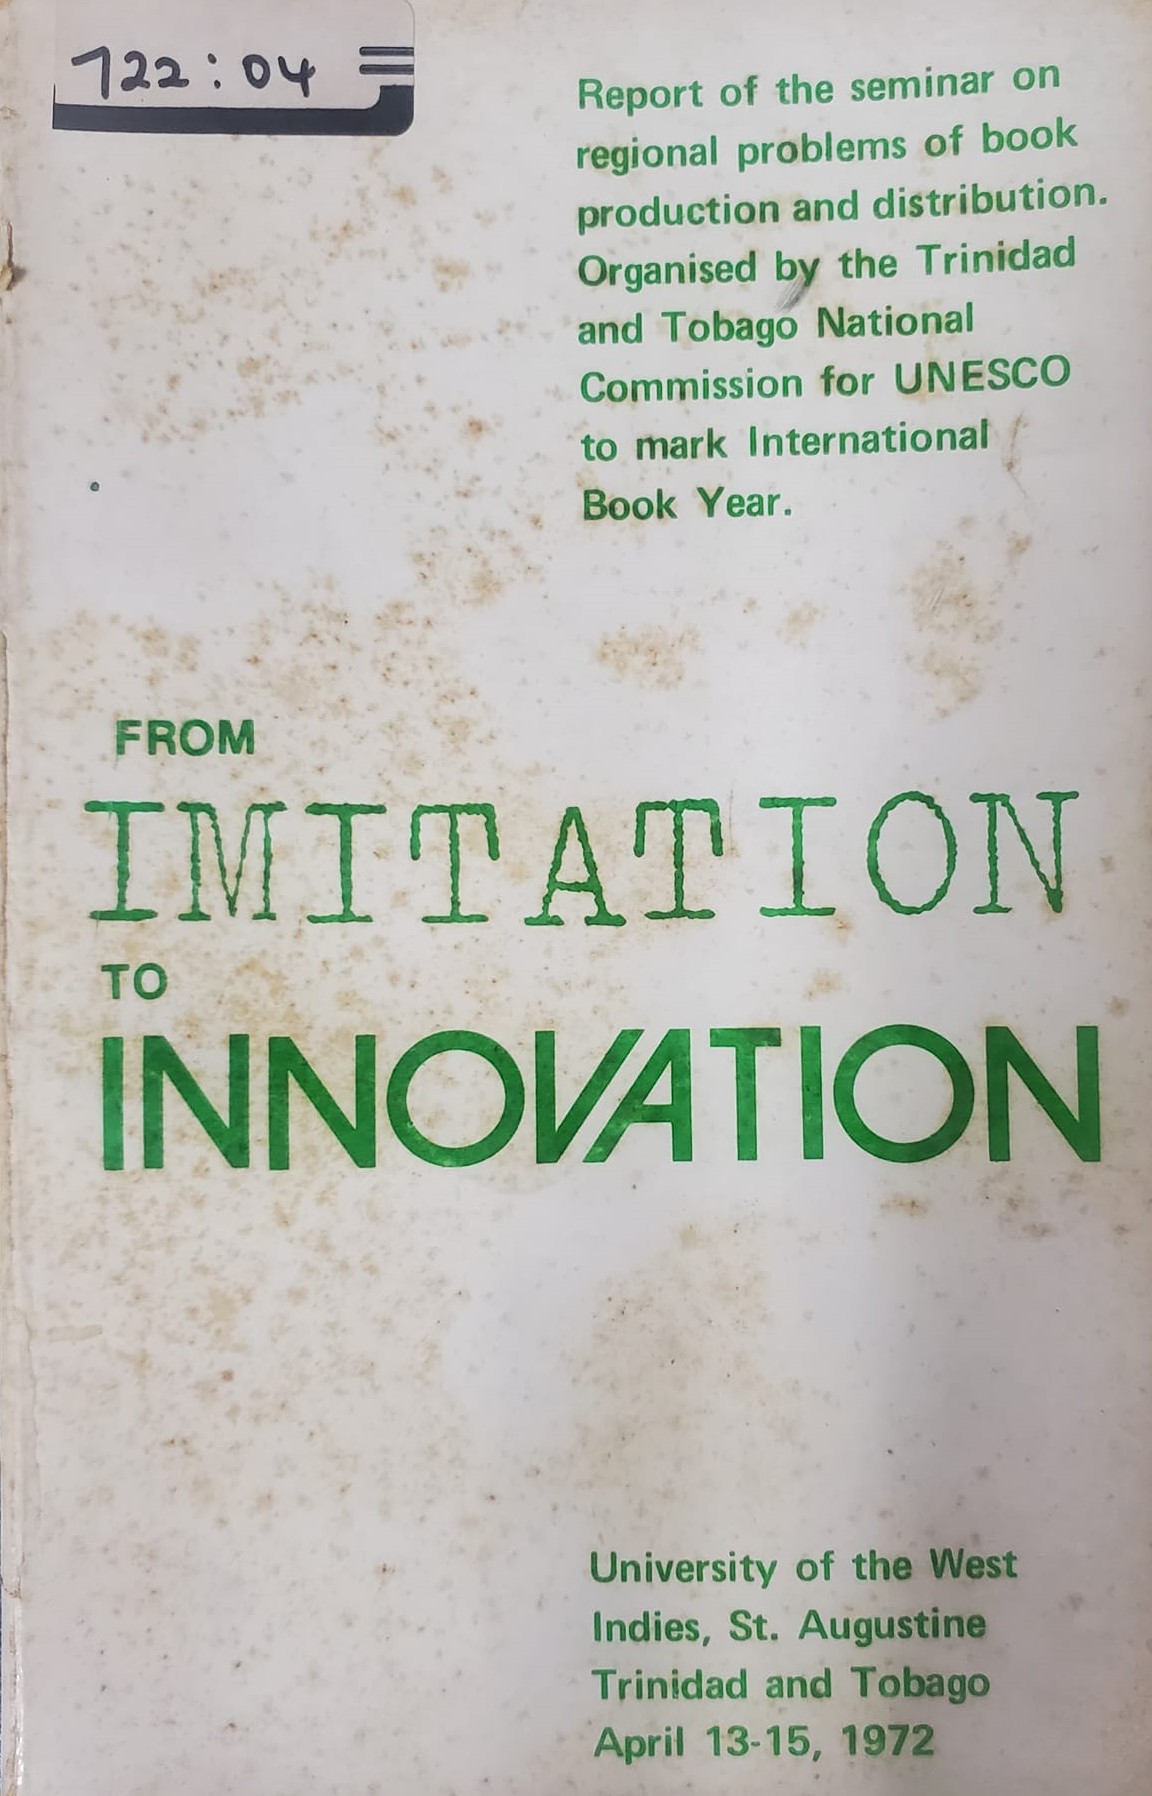 122 : 04
Report of the seminar on
regional problems of book
production and distribution.
Organised by the Trinidad
and Tobago National
Commission for UNESCO
to mark International
Book Year.
FROM
IMITATION
TO
INNOVATION
University of the West
Indies, St. Augustine
Trinidad and Tobago
April 13-15, 1972